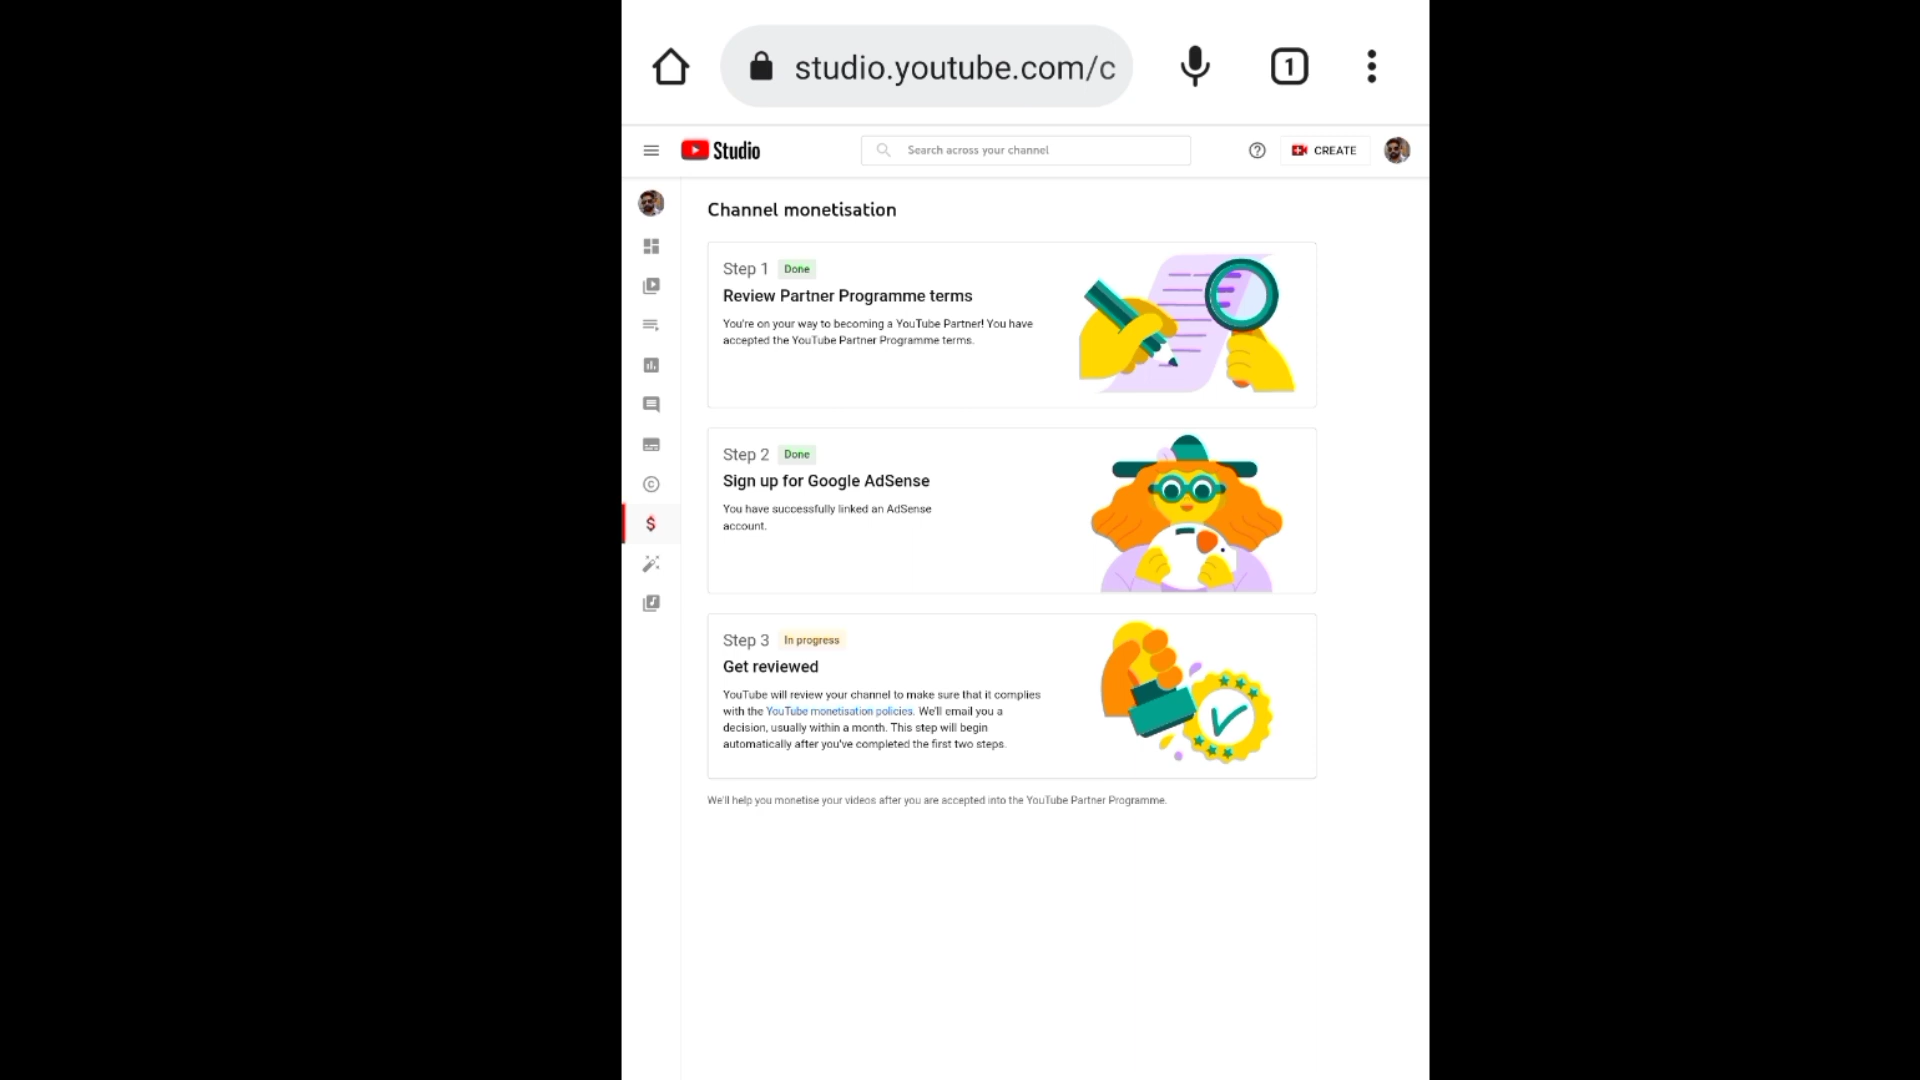 studio.youtube.com/c
1
Studio
Search across your channel
CREATE
Channel monetisation
Step 1 Done
Review Partner Programme terms
You're on your way to becoming a YouTube Partner! You have
accepted the YouTube Partner Programme terms.
Step 2 Done
Sign up for Google AdSense
You have successfully linked an AdSense
account.
Step 3 In progress
Get reviewed
YouTube will review your channel to make sure that it complies
with the YouTube monetisation policies. We'll email you a
decision, usually within a month. This step will begin
automatically after you've completed the first two steps.
We'll help you monetise your videos after you are accepted into the YouTube Partner Programme.